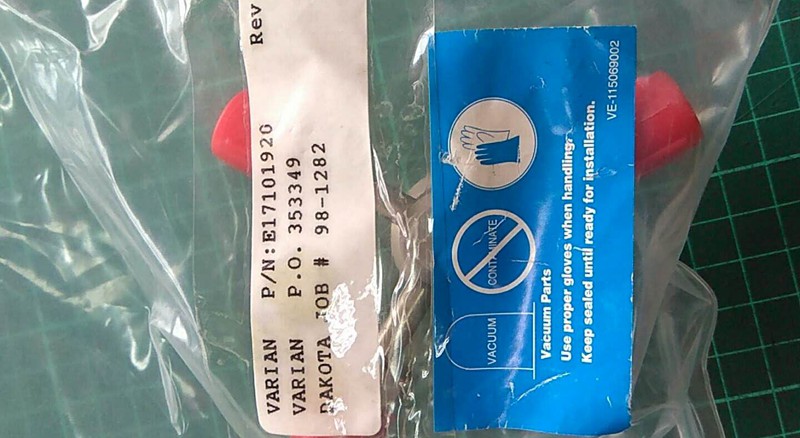 VARIAN P/N:E17101920 Rev
VARIAN P.O. 353349
DAKOTA JOB # 98-1282
VACUUM
CONTAMINATE
Vacuum Parts
Use proper gloves when handling.
Keep sealed until ready for installation.
VE-115069002